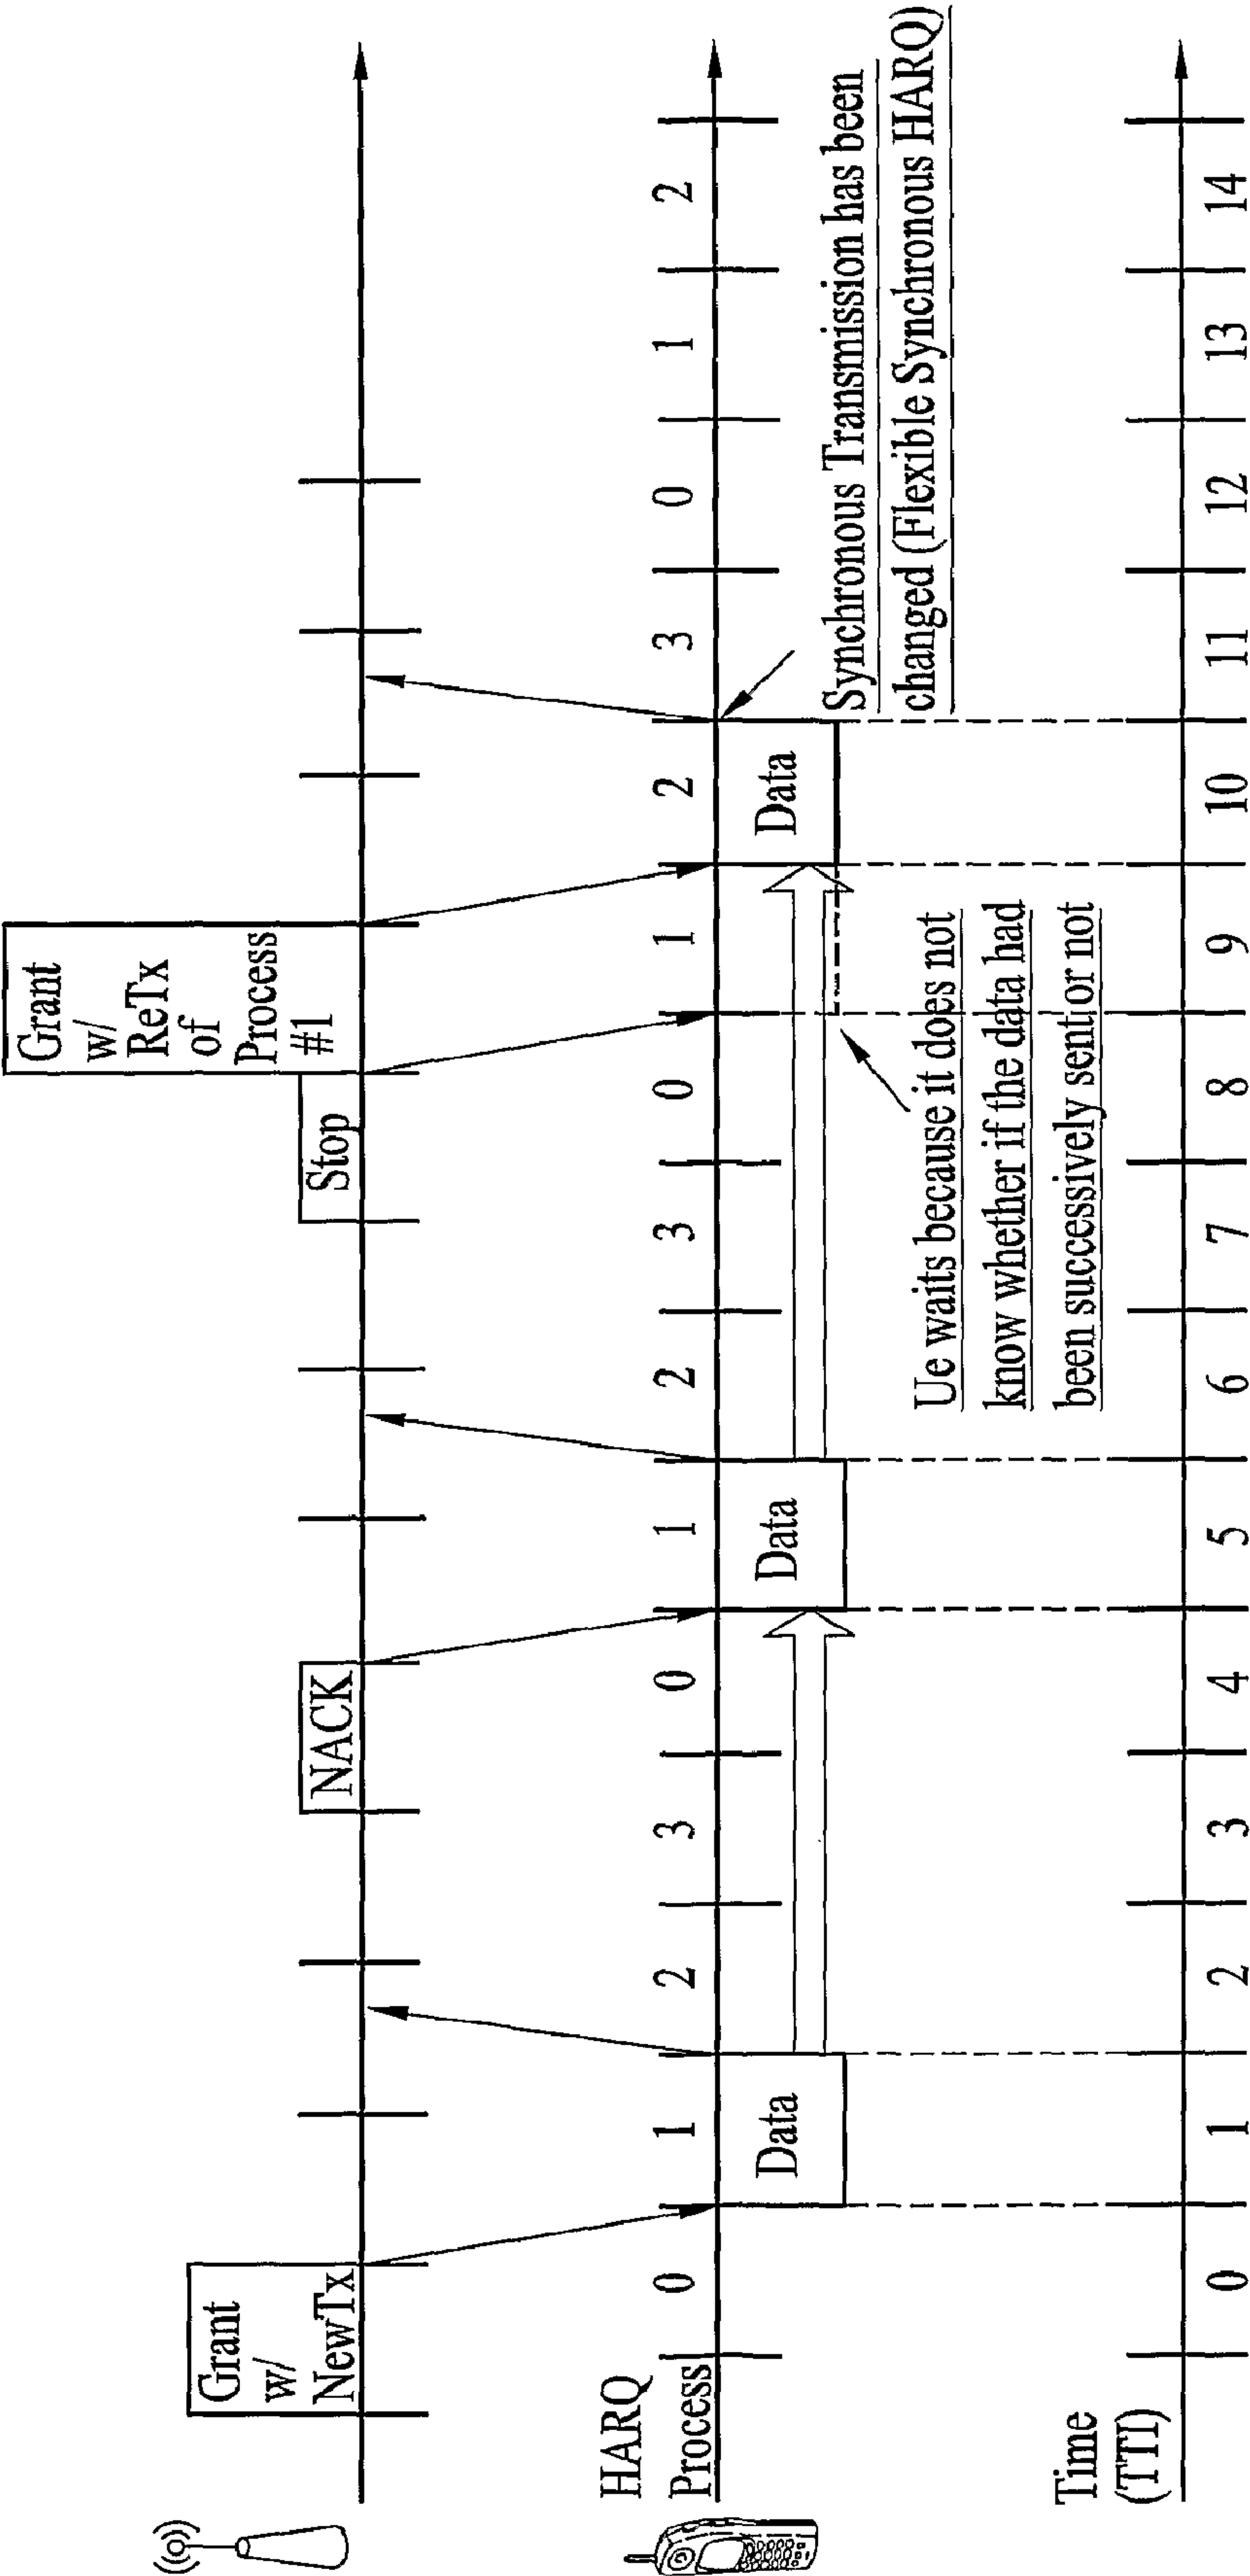 Grant
w/
NewTx
NACK
Stop
Grant
w/
ReTx
of
Process
#1
HARQ
Process
0 1 2 3 0 1 2 3 0 1 2 3 0 1 2
Data
Data
Data
Ue waits because it does not
know whether if the data had
been successively sent or not
Synchronous Transmission has been
changed (Flexible Synchronous HARQ)
Time
(TTI)
0 1 2 3 4 5 6 7 8 9 10 11 12 13 14